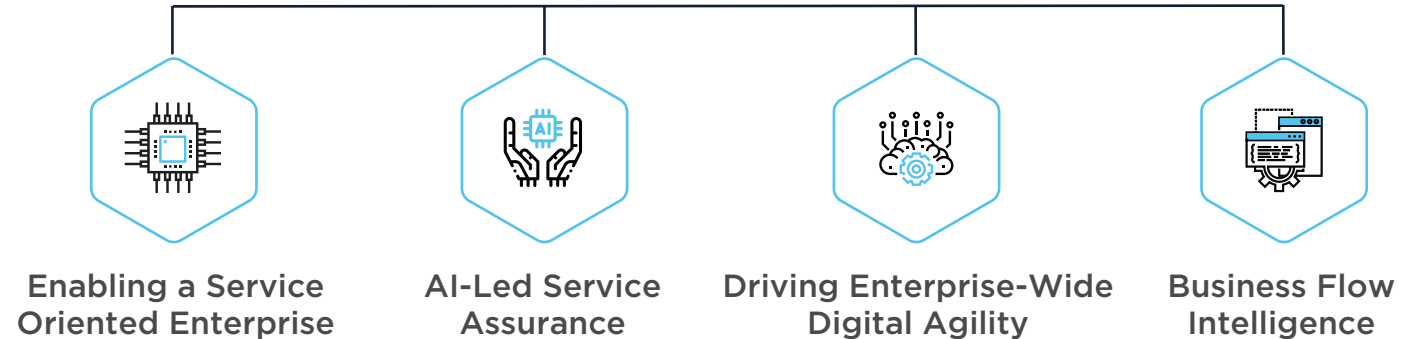 AI
Enabling a Service
Oriented Enterprise
AI-Led Service
Assurance
Driving Enterprise-Wide
Digital Agility
Business Flow
Intelligence